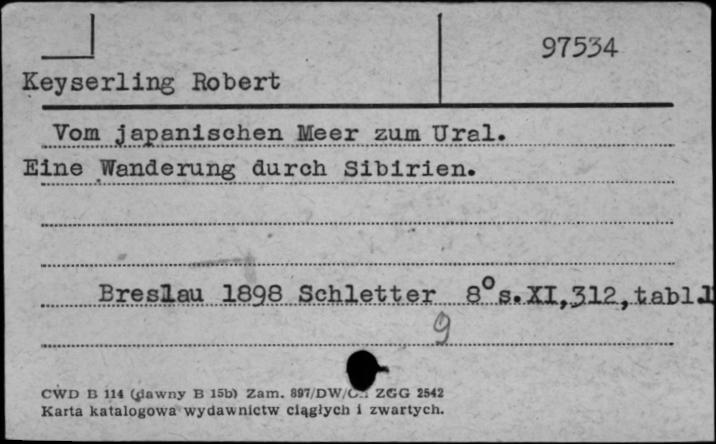 97534
Keyserling Robert
Vom japanischen Meer zum Ural.
Eine Wanderung durch Sibirien.
Breslau 1898 Schletter 8° s.XI,312,tabl.1
9
CWD B 114 (dawny B 15b) Zam. 897/DW/ ZGG 2542
Karta katalogowa wydawnictw ciągłych i zwartych.